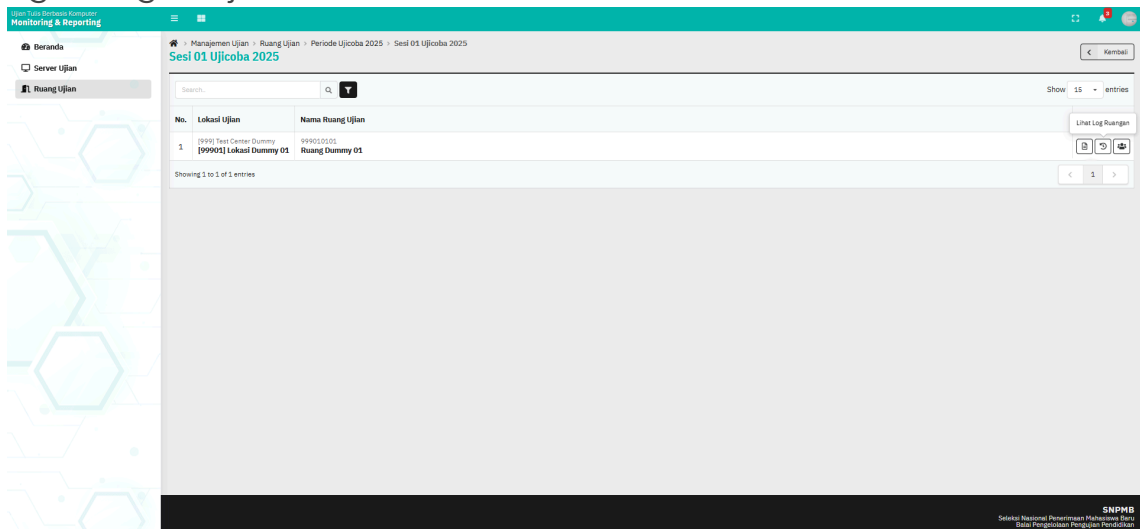 Ujian Tulis Berbasis Komputer
Monitoring & Reporting
3
Beranda
Server Ujian
Ruang Ujian
> Manajemen Ujian > Ruang Ujian > Periode Ujicoba 2025 > Sesi 01 Ujicoba 2025
Sesi 01 Ujicoba 2025
< Kembali
Search.
Show 15 entries
No. Lokasi Ujian Nama Ruang Ujian
Lihat Log Ruangan
1 [999] Test Center Dummy 999010101
[99901] Lokasi Dummy 01 Ruang Dummy 01
Showing 1 to 1 of 1 entries
< 1 >
SNPMB
Seleksi Nasional Penerimaan Mahasiswa Baru
Balai Pengelolaan Pengujian Pendidikan